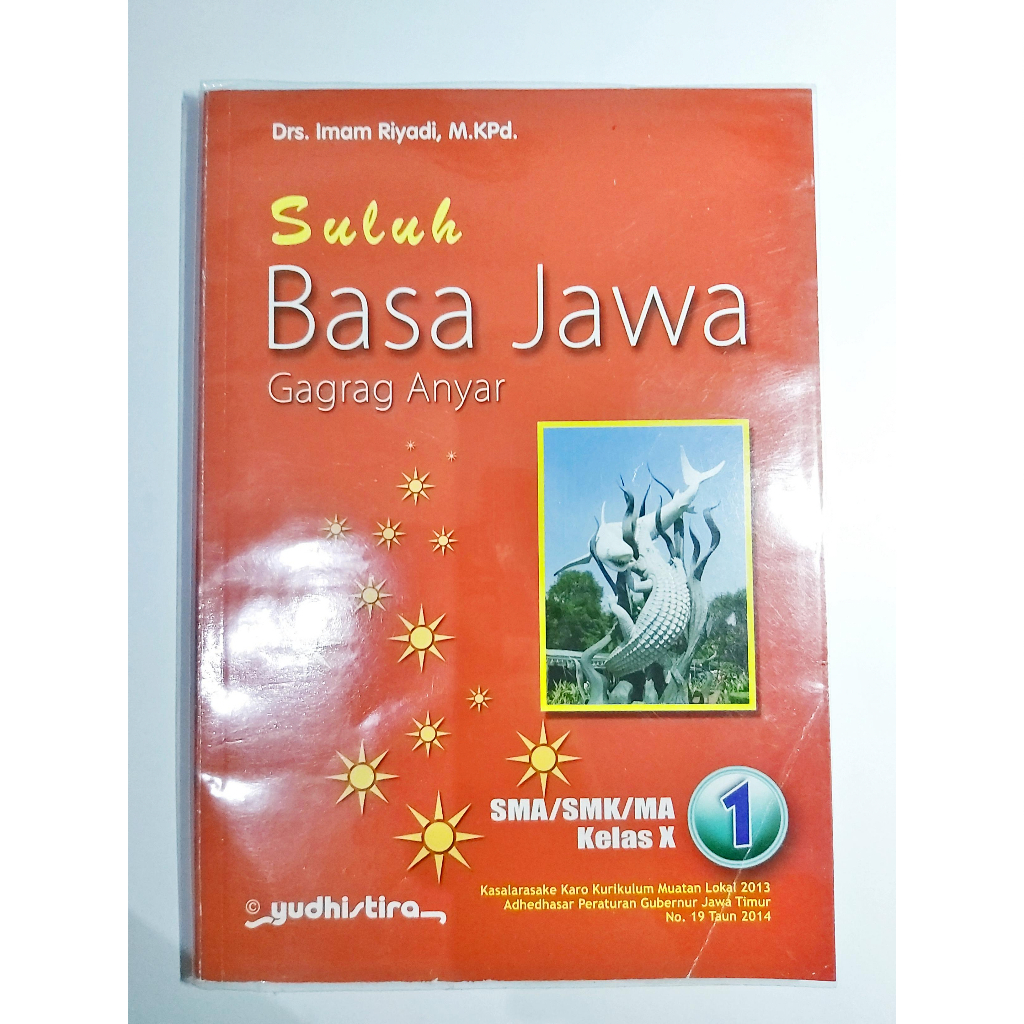 Drs. Imam Riyadi, M.KPd.
Suluh
Basa Jawa
Gagrag Anyar
SMA/SMK/MA
Kelas X
1
Kasalarasake Karo Kurikulum Muatan Lokal 2013
Adhedhasar Peraturan Gubernur Jawa Timur
No. 19 Taun 2014
© yudhistira